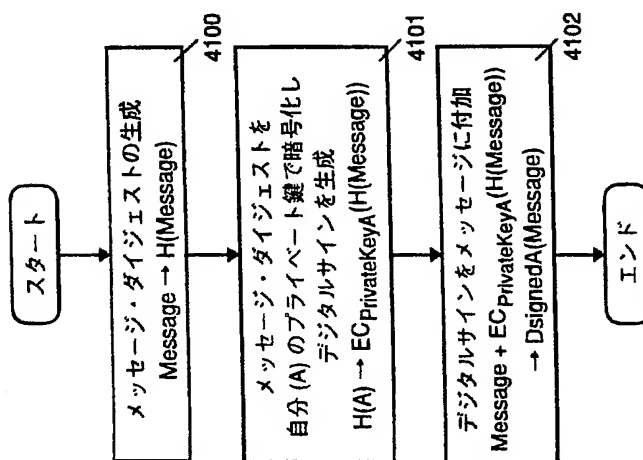 スタート
メッセージ・ダイジェストの生成
Message → H(Message)
4100
メッセージ・ダイジェストを
自分(A)のプライベート鍵で暗号化し
デジタルサインを生成
H(A) → ECPrivateKeyA(H(Message))
4101
デジタルサインをメッセージに付加
Message + ECPrivateKeyA(H(Message))
→ DsignedA(Message)
4102
エンド